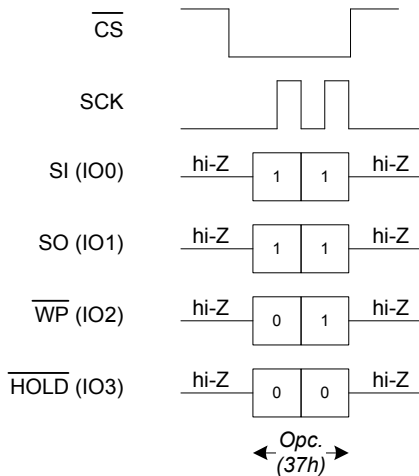 CS
SCK
SI (IO0) hi-Z 1 1 hi-Z
SO (IO1) hi-Z 1 1 hi-Z
WP (IO2) hi-Z 0 1 hi-Z
HOLD (IO3) hi-Z 0 0 hi-Z
Opc.
(37h)